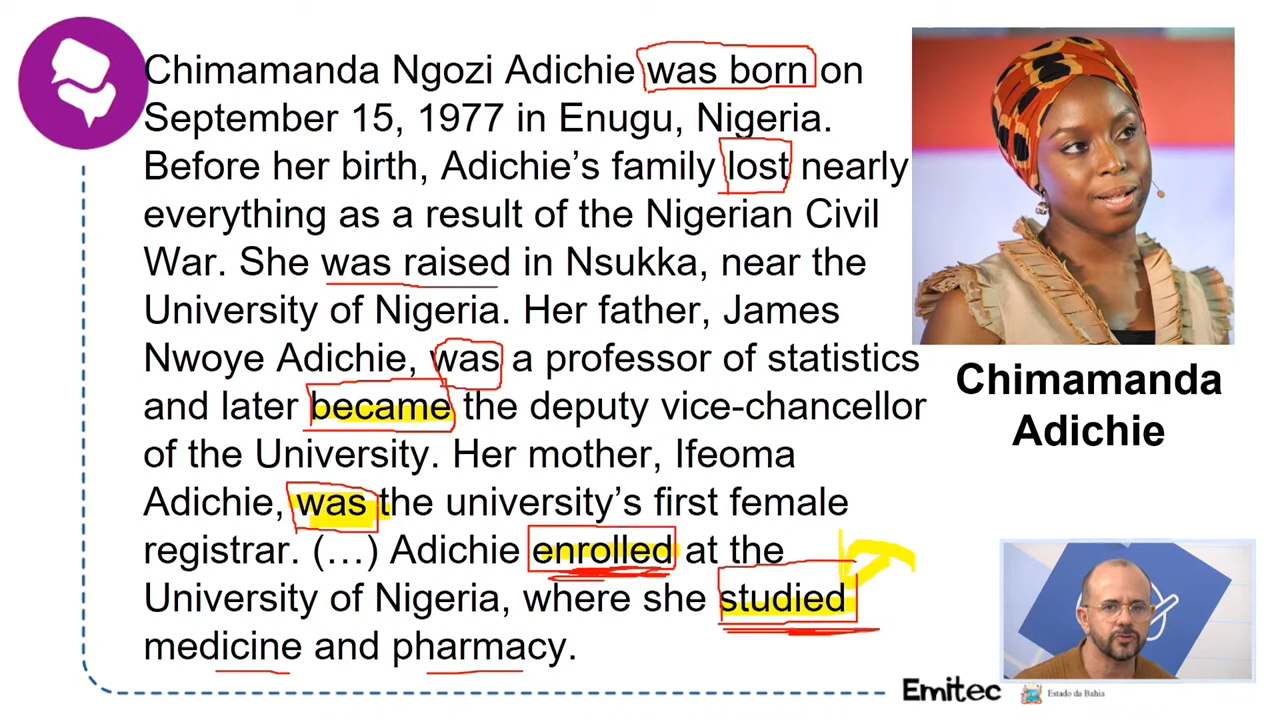 Chimamanda Ngozi Adichie was born on
September 15, 1977 in Enugu, Nigeria.
Before her birth, Adichie’s family lost nearly
everything as a result of the Nigerian Civil
War. She was raised in Nsukka, near the
University of Nigeria. Her father, James
Nwoye Adichie, was a professor of statistics
and later became the deputy vice-chancellor
of the University. Her mother, Ifeoma
Adichie, was the university’s first female
registrar. (…) Adichie enrolled at the
University of Nigeria, where she studied
medicine and pharmacy.
Chimamanda
Adichie
Emitec
Estado da Bahia